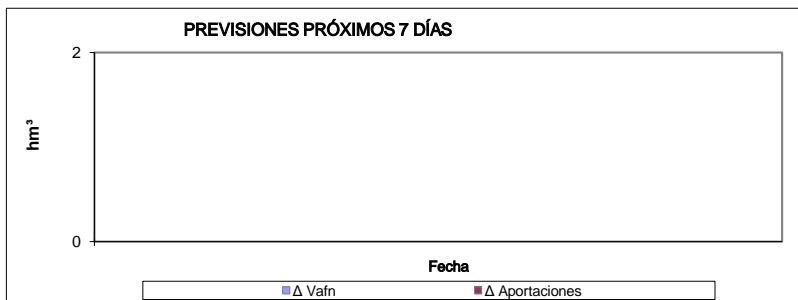 PREVISIONES PRÓXIMOS 7 DÍAS
2
hm³
0
Fecha
Δ Vafn Δ Aportaciones